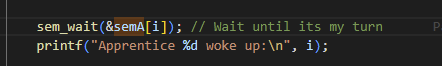 sem_wait(&semA[i]); // Wait until its my turn
printf("Apprentice %d woke up:\n", i);